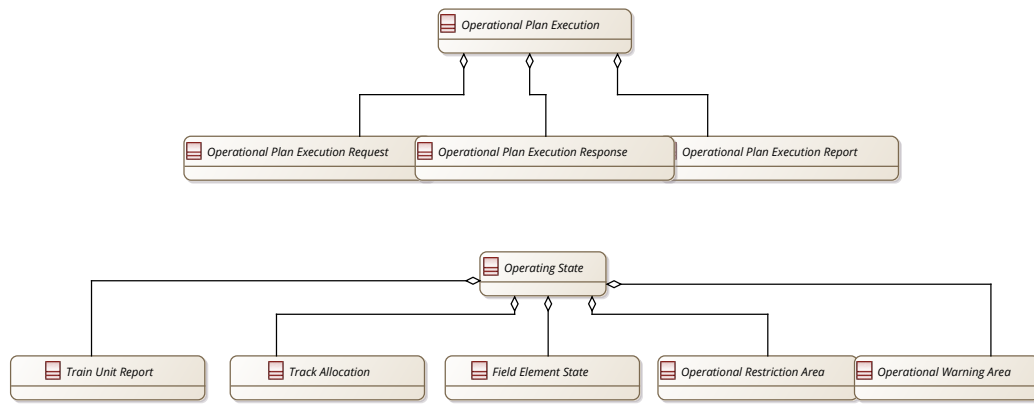 Operational Plan Execution
Operational Plan Execution Request
Operational Plan Execution Response
Operational Plan Execution Report
Operating State
Train Unit Report
Track Allocation
Field Element State
Operational Restriction Area
Operational Warning Area